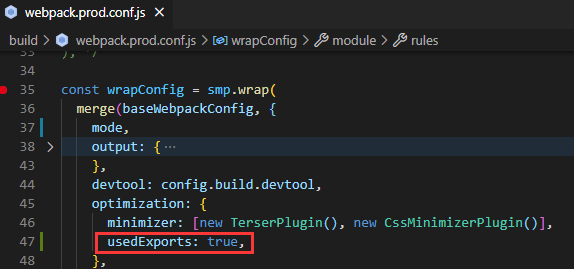 webpack.prod.conf.js ×
build > webpack.prod.conf.js > wrapConfig > module > rules
33 ), */
34
35 const wrapConfig = smp.wrap(
36 merge(baseWebpackConfig, {
37 mode,
38 output: { ...
43 },
44 devtool: config.build.devtool,
45 optimization: {
46 minimizer: [new TerserPlugin(), new CssMinimizerPlugin()],
47 usedExports: true,
48 },